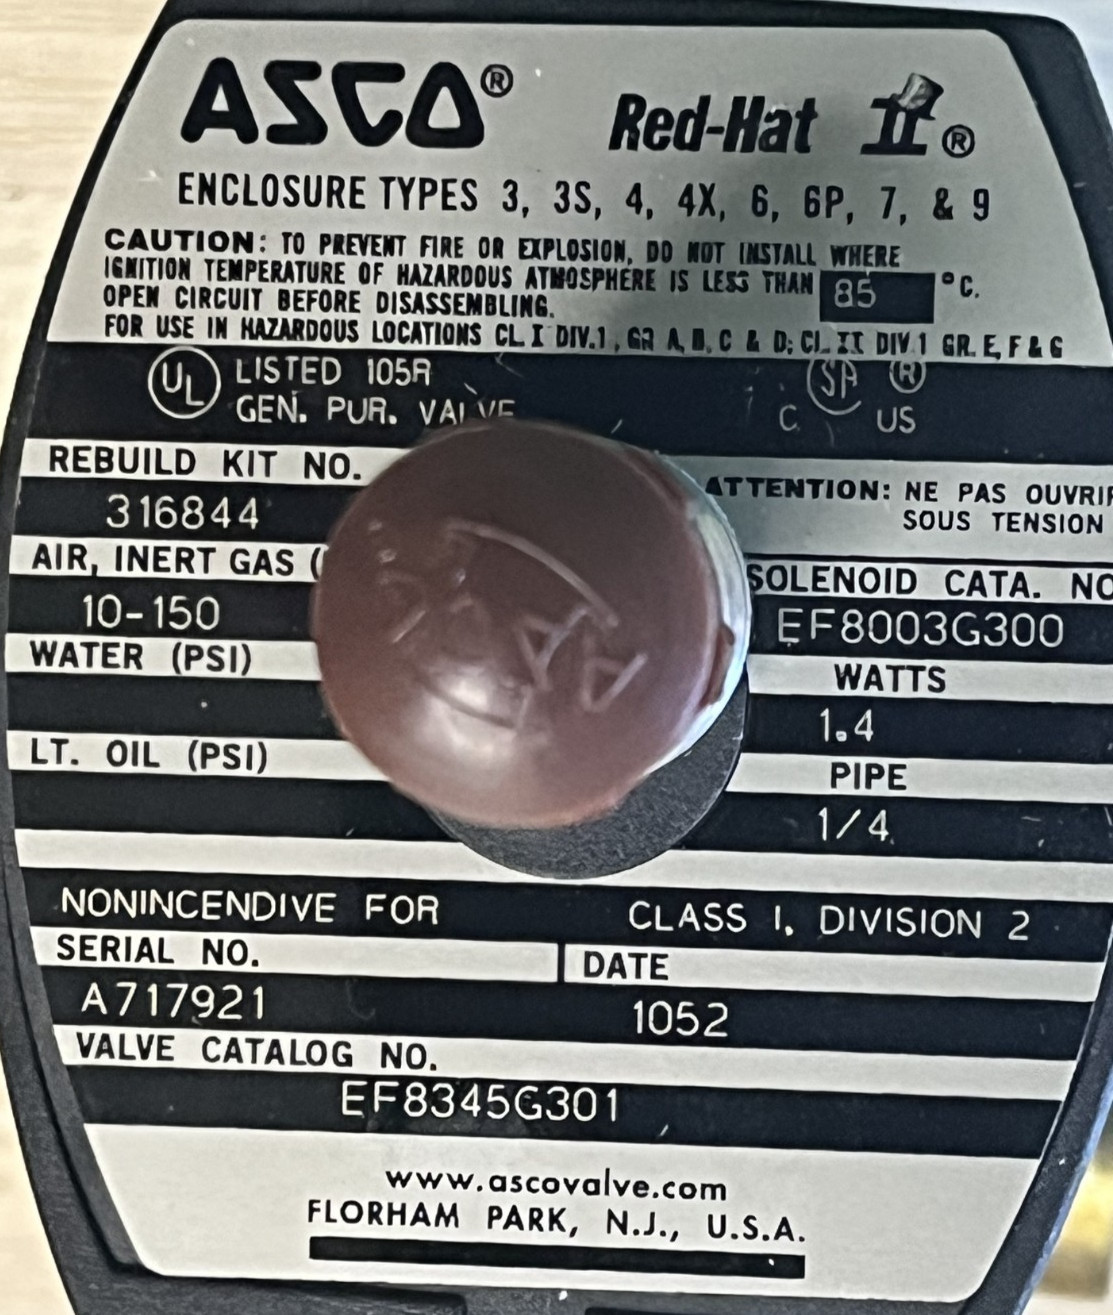 ASCO®
Red-Hat II®
ENCLOSURE TYPES 3, 3S, 4, 4X, 6, 6P, 7, & 9
CAUTION: TO PREVENT FIRE OR EXPLOSION, DO NOT INSTALL WHERE
IGNITION TEMPERATURE OF HAZARDOUS ATMOSPHERE IS LESS THAN 85 °C.
OPEN CIRCUIT BEFORE DISASSEMBLING.
FOR USE IN HAZARDOUS LOCATIONS CL. I DIV.1, GR A, B, C & D; CL. II DIV 1 GR. E, F & G
UL LISTED 105R
GEN. PUR. VALVE
C SA ® US
REBUILD KIT NO.
316844
AIR, INERT GAS (
10-150
WATER (PSI)
LT. OIL (PSI)
ATTENTION: NE PAS OUVRIR
SOUS TENSION
SOLENOID CATA. NO
EF8003G300
WATTS
1.4
PIPE
1/4
NONINCENDIVE FOR CLASS I, DIVISION 2
SERIAL NO.
A717921
DATE
1052
VALVE CATALOG NO.
EF8345G301
www.ascovalve.com
FLORHAM PARK, N.J., U.S.A.